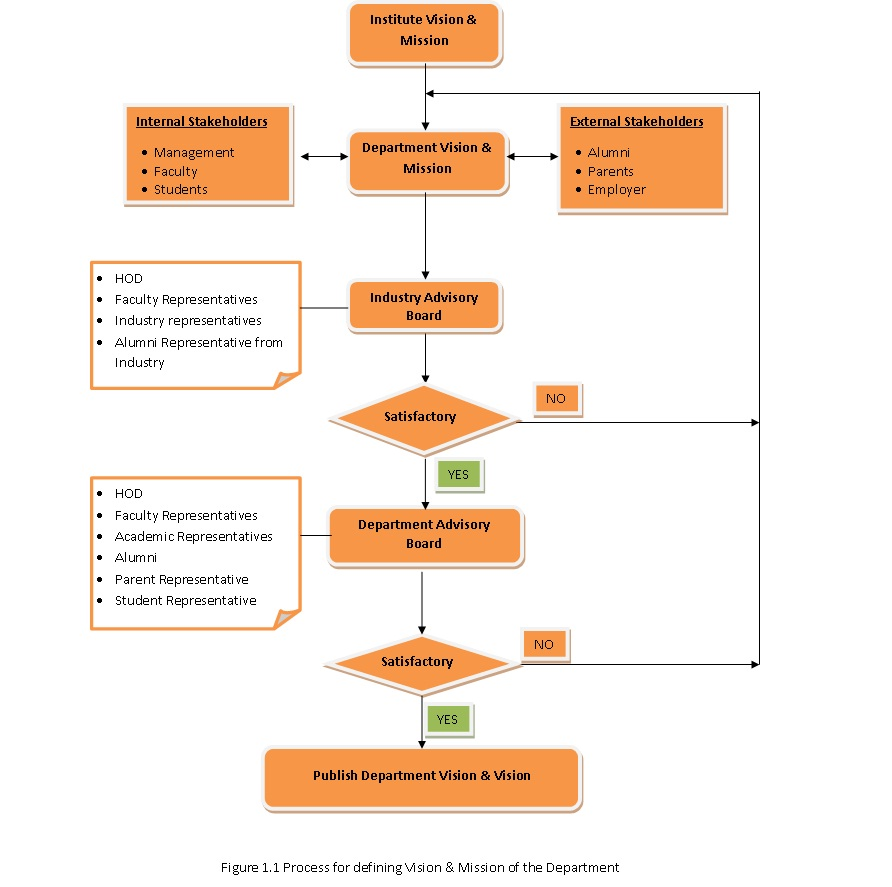 Institute Vision &
Mission
Internal Stakeholders
• Management
• Faculty
• Students
Department Vision &
Mission
External Stakeholders
• Alumni
• Parents
• Employer
• HOD
• Faculty Representatives
• Industry representatives
• Alumni Representative from
Industry
Industry Advisory
Board
Satisfactory
NO
YES
• HOD
• Faculty Representatives
• Academic Representatives
• Alumni
• Parent Representative
• Student Representative
Department Advisory
Board
Satisfactory
NO
YES
Publish Department Vision & Vision
Figure 1.1 Process for defining Vision & Mission of the Department